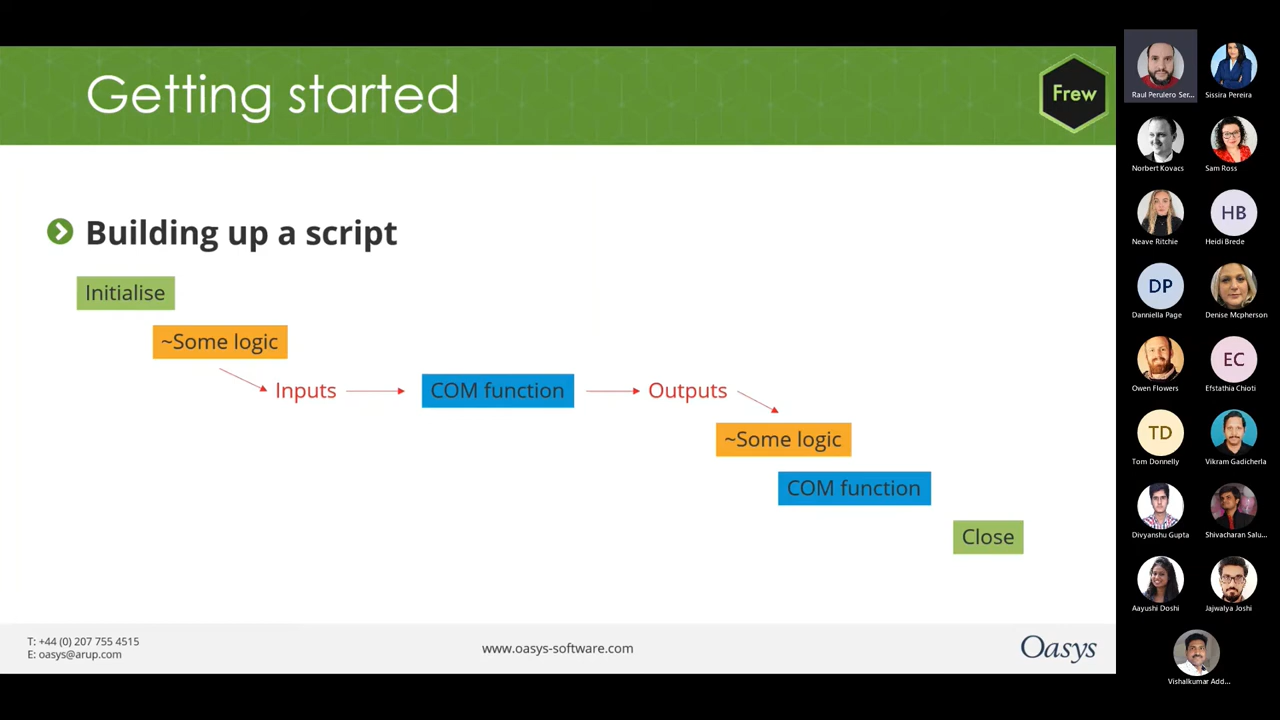 Getting started
Frew
Building up a script
Initialise
~Some logic
Inputs
COM function
Outputs
~Some logic
COM function
Close
T: +44 (0) 207 755 4515
E: oasys@arup.com
www.oasys-software.com
Oasys
Raul Perulero Ser...
Sissira Pereira
Norbert Kovacs
Sam Ross
Neave Ritchie
HB
Heidi Brede
DP
Danniella Page
Denise Mcpherson
Owen Flowers
EC
Efstathia Chioti
TD
Tom Donnelly
Vikram Gadicherla
Divyanshu Gupta
Shivacharan Salu...
Aayushi Doshi
Jajwalya Joshi
Vishalkumar Add...